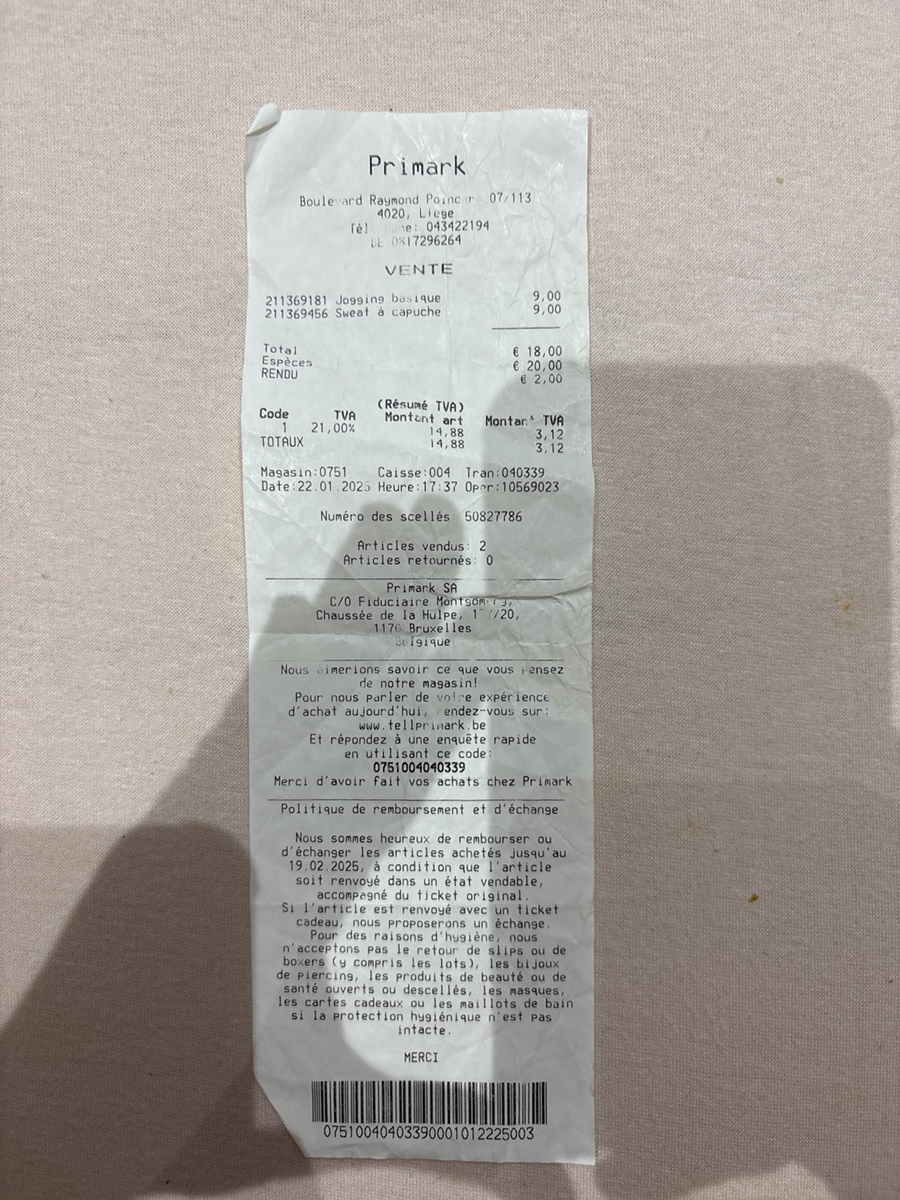 Primark
Boulevard Raymond 07/113
4020, Liege
043422194
0817296264
VENTE
211369181 Jogging basique 9,00
211369456 Sweat à capuche 9,00
Total € 18,00
Espèces € 20,00
RENDU € 2,00
(Résumé TVA)
Code TVA Montant art Montant TVA
1 21,00% 14,88 3,12
TOTAUX 14,88 3,12
Magasin:0751 Caisse:004 Tran:040339
Date:22.01.2025 Heure:17:37 Oper:10569023
Numéro des scellés 50827786
Articles vendus: 2
Articles retournés: 0
Primark SA
C/O Fiduciaire
Chaussée de la Hulpe,
1170 Bruxelles
Belgique
Nous aimerions savoir ce que vous pensez
de notre magasin!
Pour nous parler de votre expérience
d'achat aujourd'hui, rendez-vous sur:
www.tellprimark.be
Et répondez à une enquête rapide
en utilisant ce code:
0751004040339
Merci d'avoir fait vos achats chez Primark
Politique de remboursement et d'échange
Nous sommes heureux de rembourser ou
d'échanger les articles achetés jusqu'au
19.02.2025, à condition que l'article
soit renvoyé dans un état vendable,
accompagné du ticket original.
Si l'article est renvoyé avec un ticket
cadeau, nous proposerons un échange.
Pour des raisons d'hygiène, nous
n'acceptons pas le retour de slips ou de
boxers (y compris les lots), les bijoux
de piercing, les produits de beauté ou de
santé ouverts ou descellés, les masques,
les cartes cadeaux ou les maillots de bain
si la protection hygiénique n'est pas
intacte.
MERCI
07510040403390001012225003